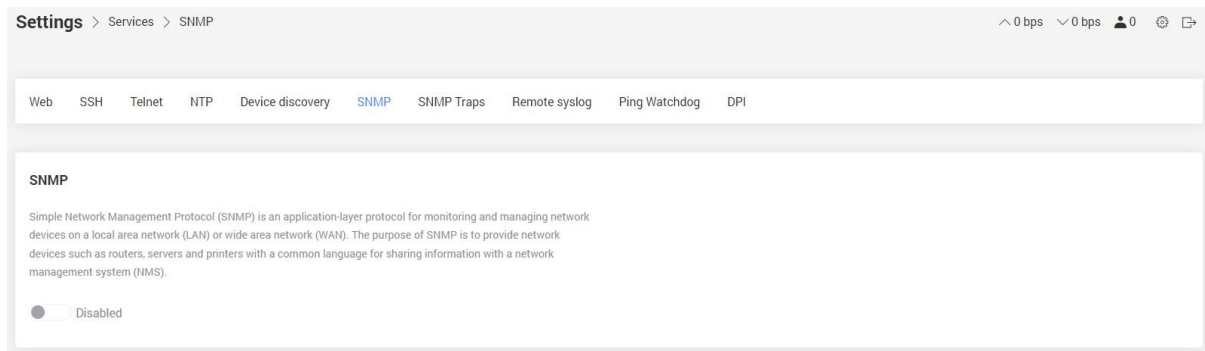 Settings > Services > SNMP
0 bps 0 bps 0
Web SSH Telnet NTP Device discovery SNMP SNMP Traps Remote syslog Ping Watchdog DPI
SNMP
Simple Network Management Protocol (SNMP) is an application-layer protocol for monitoring and managing network
devices on a local area network (LAN) or wide area network (WAN). The purpose of SNMP is to provide network
devices such as routers, servers and printers with a common language for sharing information with a network
management system (NMS).
Disabled